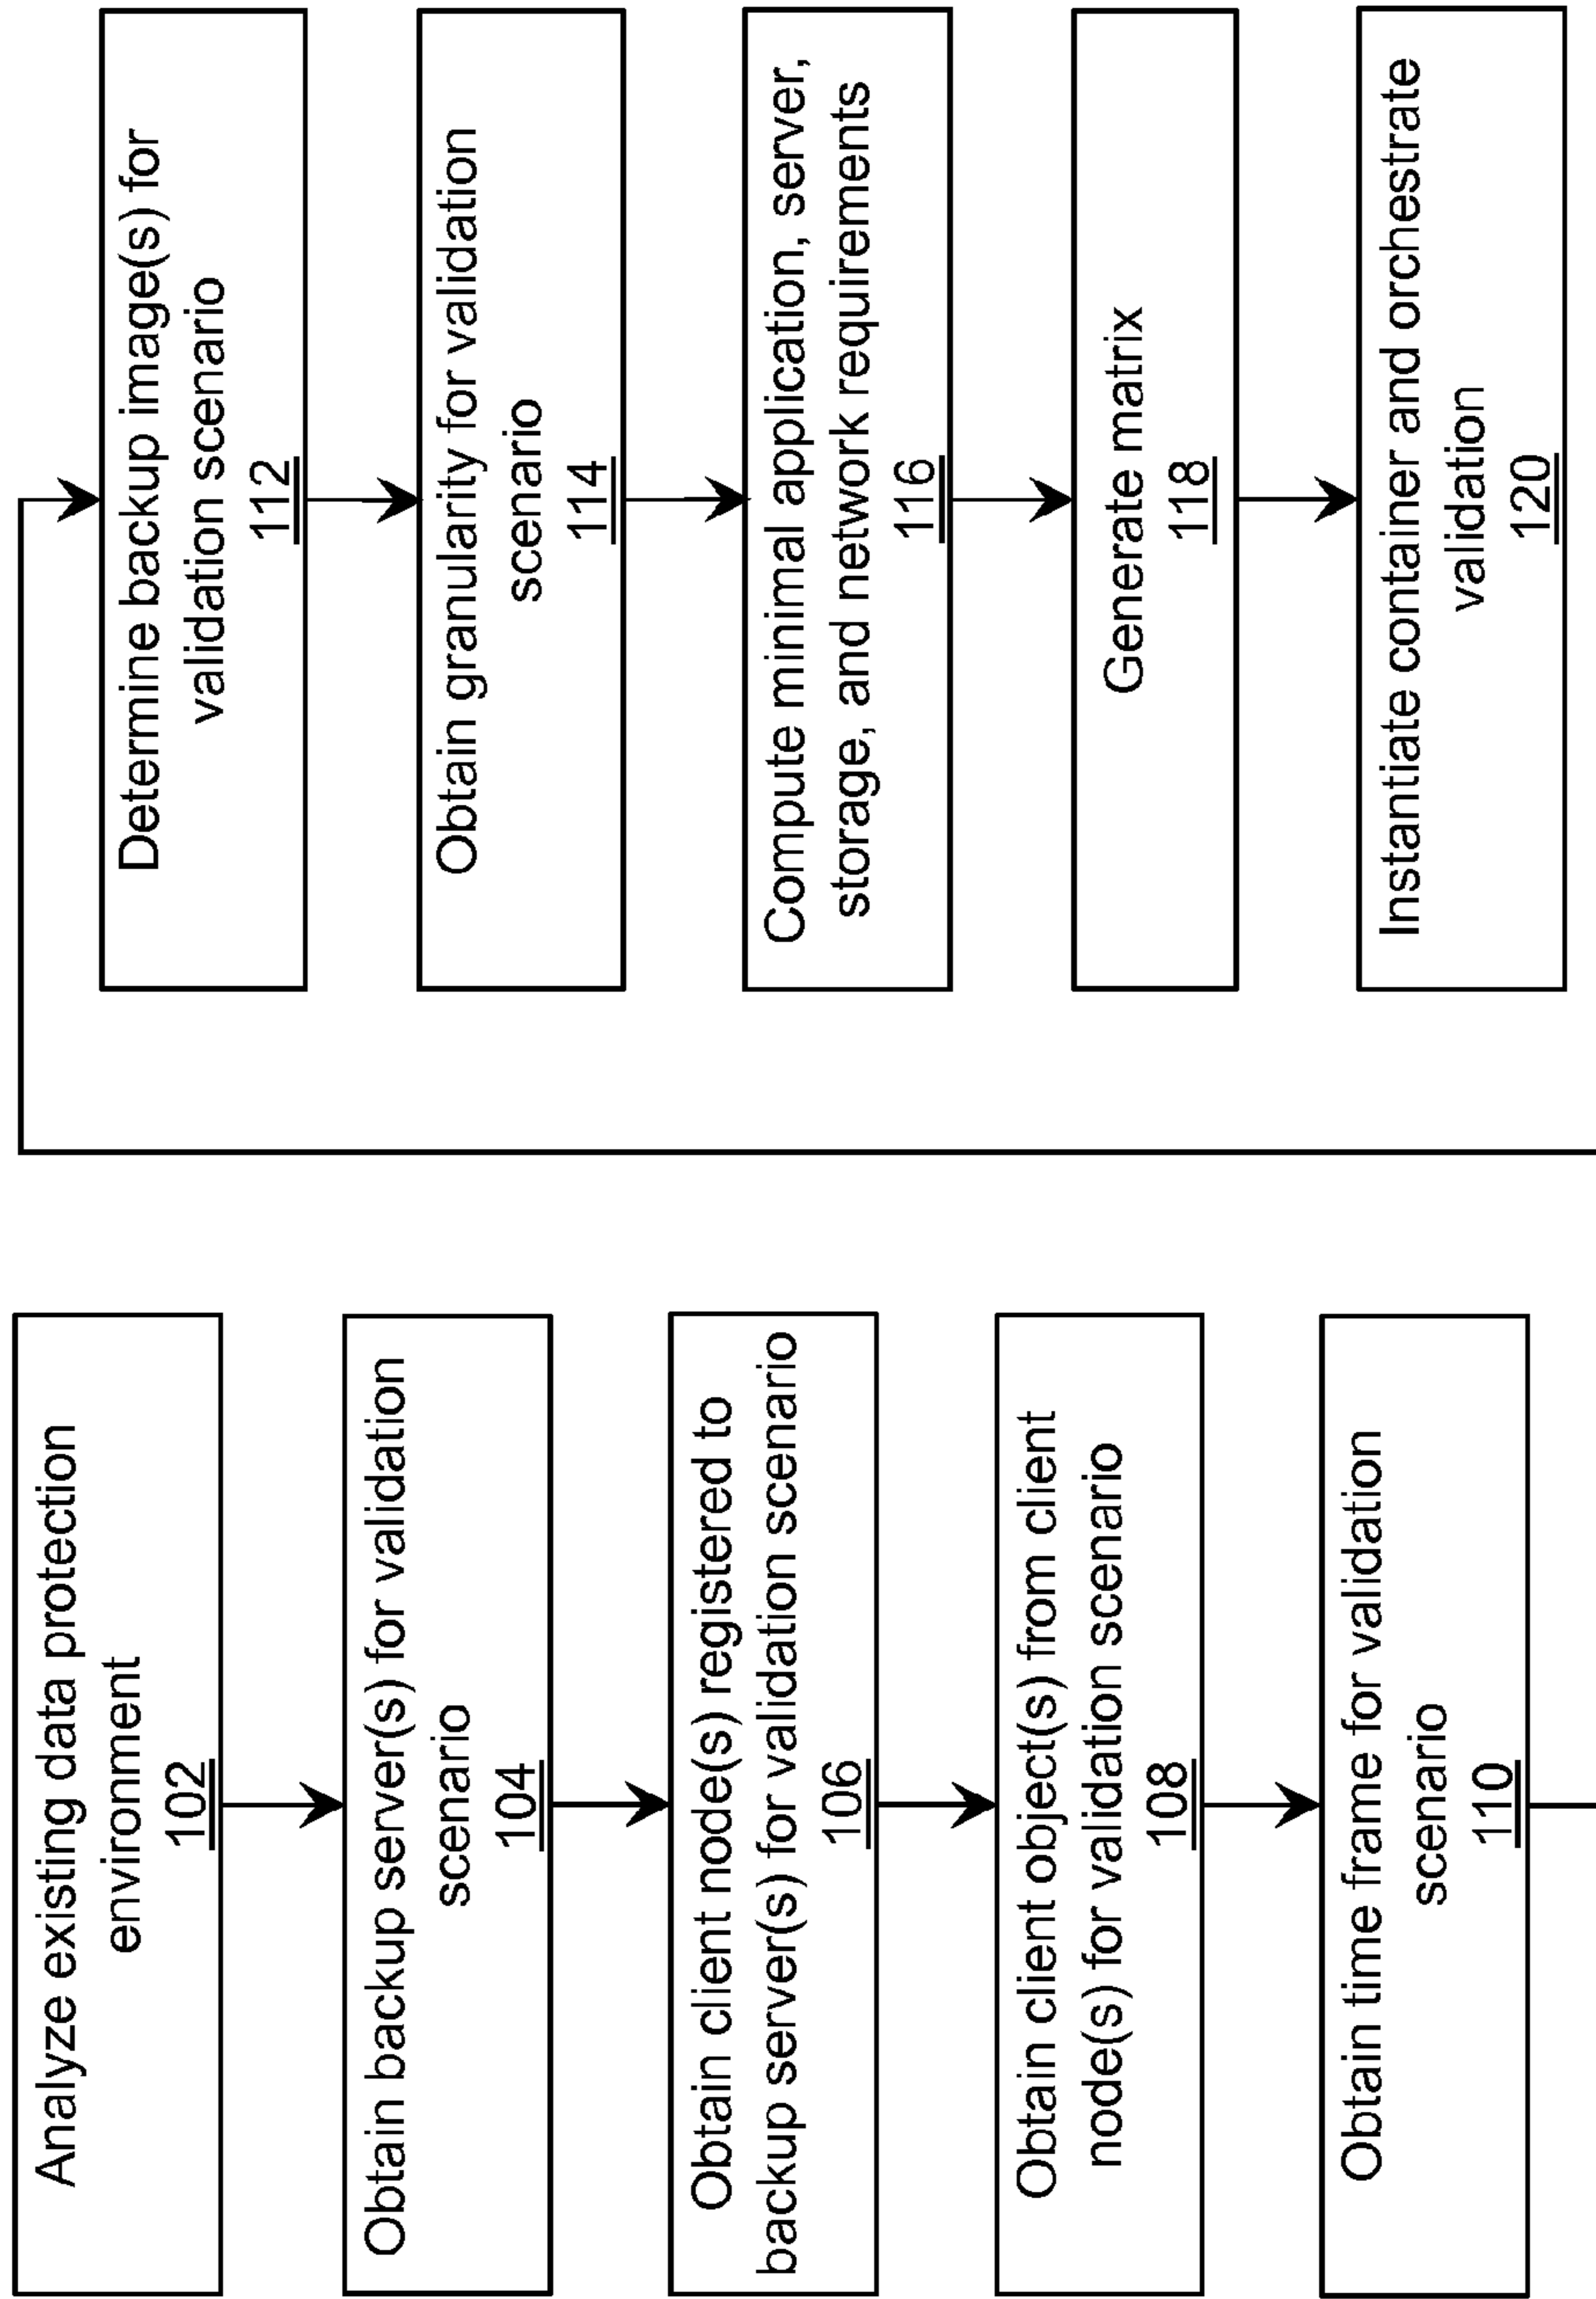 Analyze existing data protection
environment
102
Obtain backup server(s) for validation
scenario
104
Obtain client node(s) registered to
backup server(s) for validation scenario
106
Obtain client object(s) from client
node(s) for validation scenario
108
Obtain time frame for validation
scenario
110
Determine backup image(s) for
validation scenario
112
Obtain granularity for validation
scenario
114
Compute minimal application, server,
storage, and network requirements
116
Generate matrix
118
Instantiate container and orchestrate
validation
120